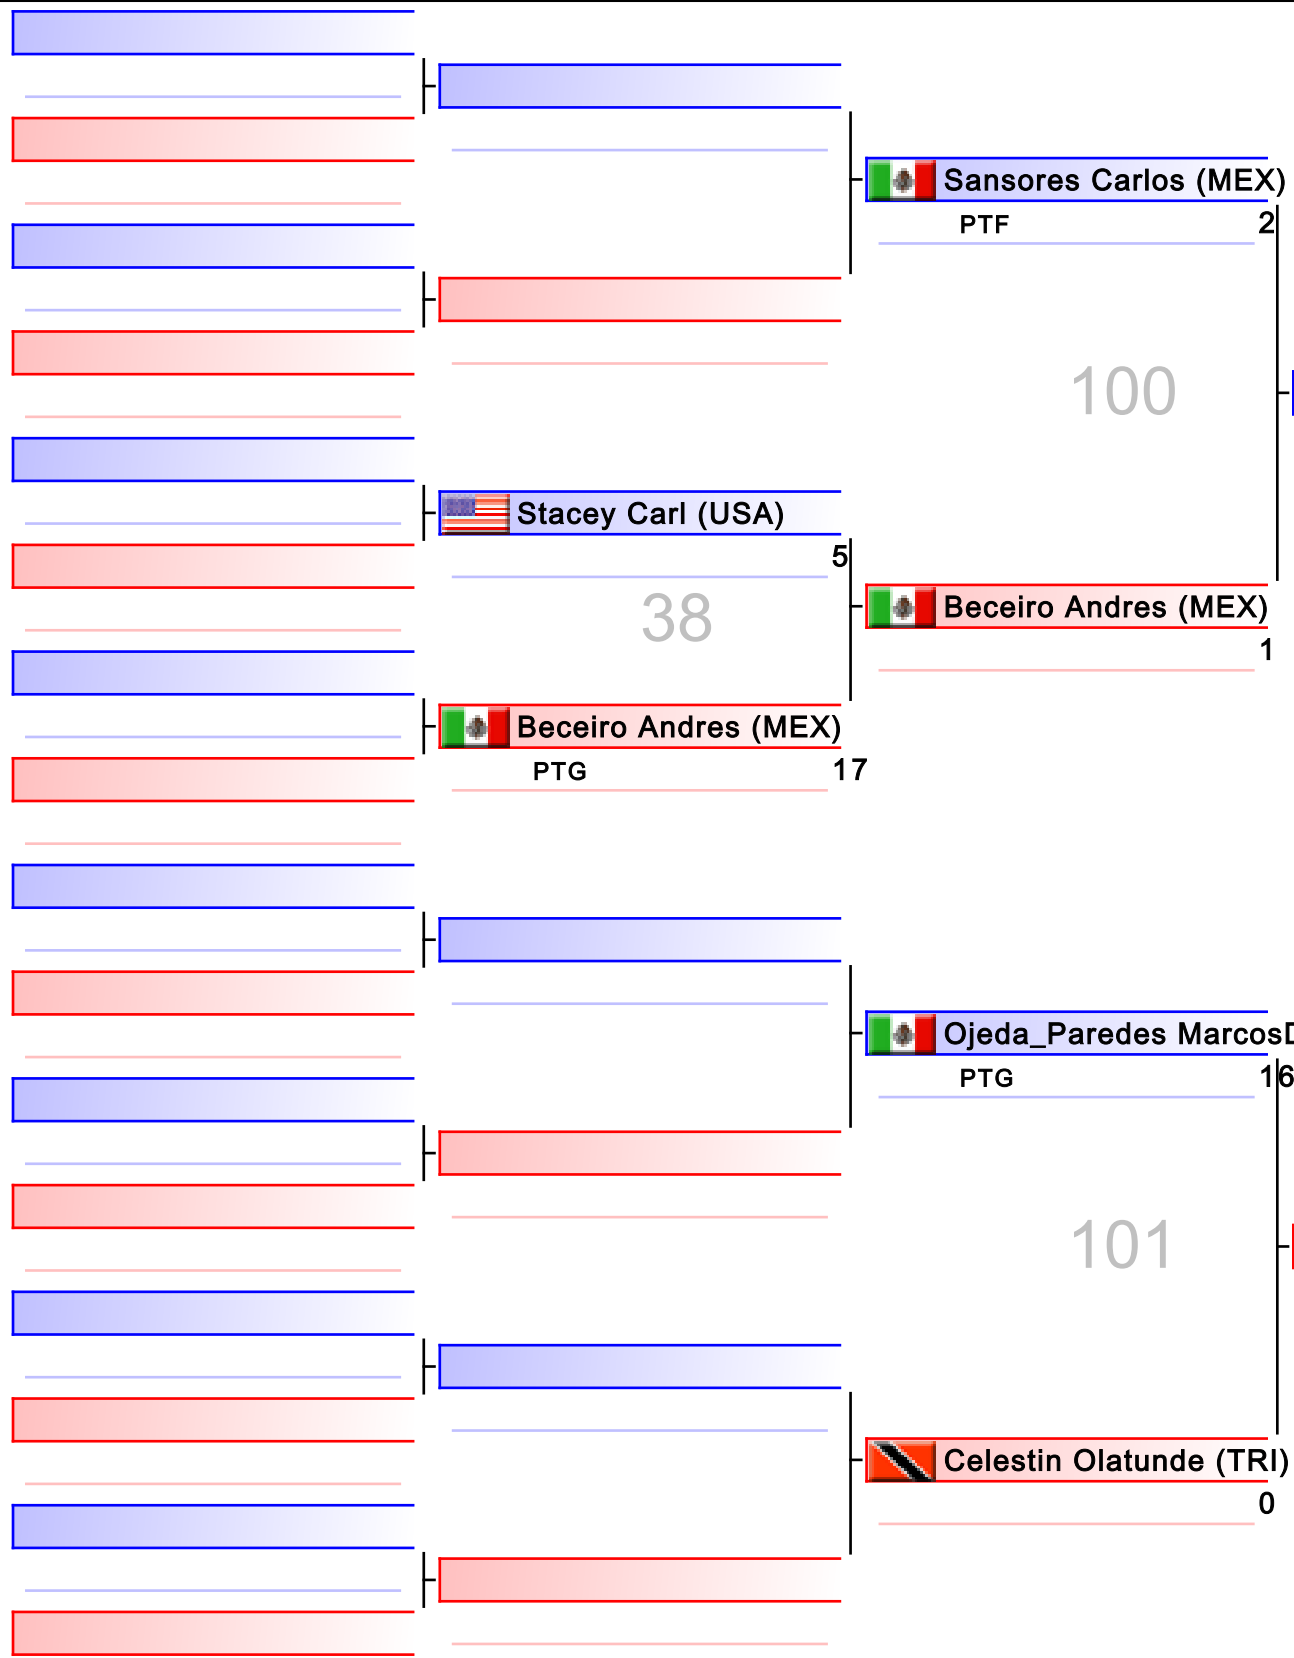 Sansores Carlos (MEX)
PTF 2
100
Stacey Carl (USA)
5
38
Beceiro Andres (MEX)
1
Beceiro Andres (MEX)
PTG 17
Ojeda_Paredes MarcosD
PTG 16
101
Celestin Olatunde (TRI)
0